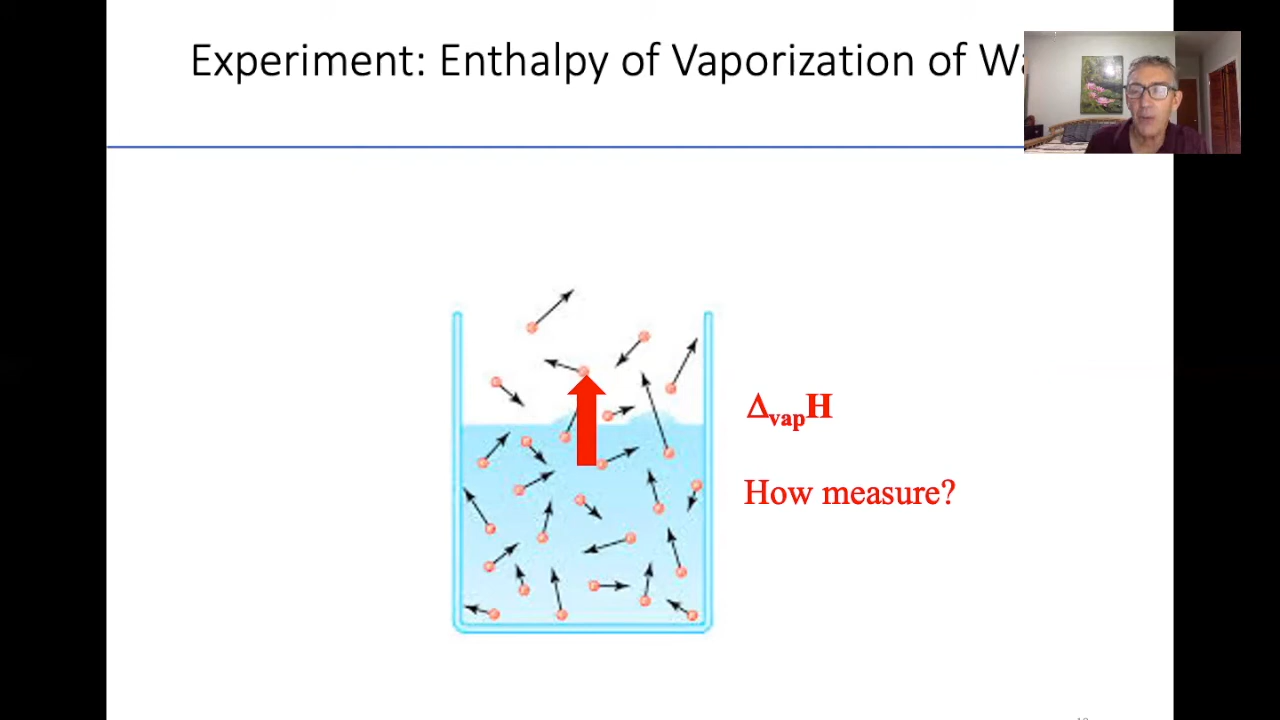 Experiment: Enthalpy of Vaporization of
ΔvapH
How measure?